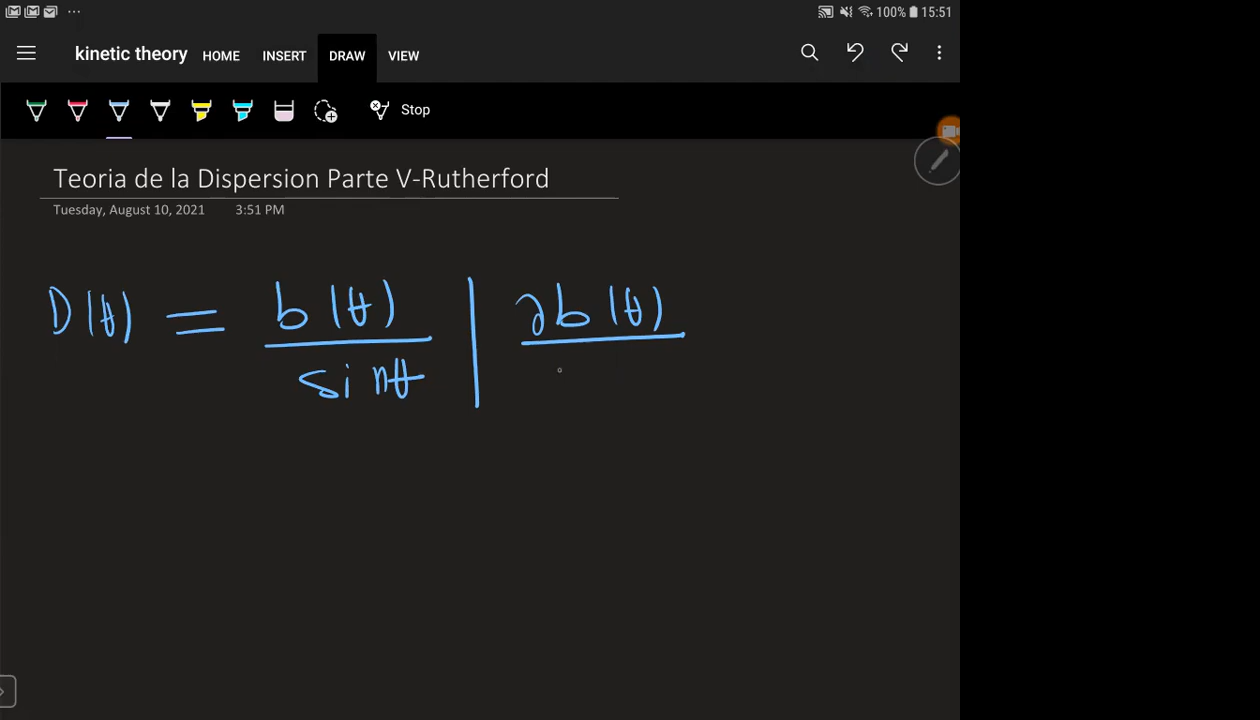 100% 15:51
kinetic theory HOME INSERT DRAW VIEW
Stop
Teoria de la Dispersion Parte V-Rutherford
Tuesday, August 10, 2021 3:51 PM
D(θ) = b(θ) | ∂b(θ)
sinθ